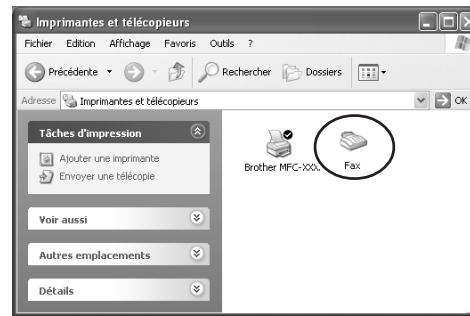 Imprimantes et télécopieurs
Fichier Edition Affichage Favoris Outils ?
Précédente Rechercher Dossiers
Adresse Imprimantes et télécopieurs OK
Tâches d'impression
Ajouter une imprimante
Envoyer une télécopie
Voir aussi
Autres emplacements
Détails
Brother MFC-XXX.
Fax